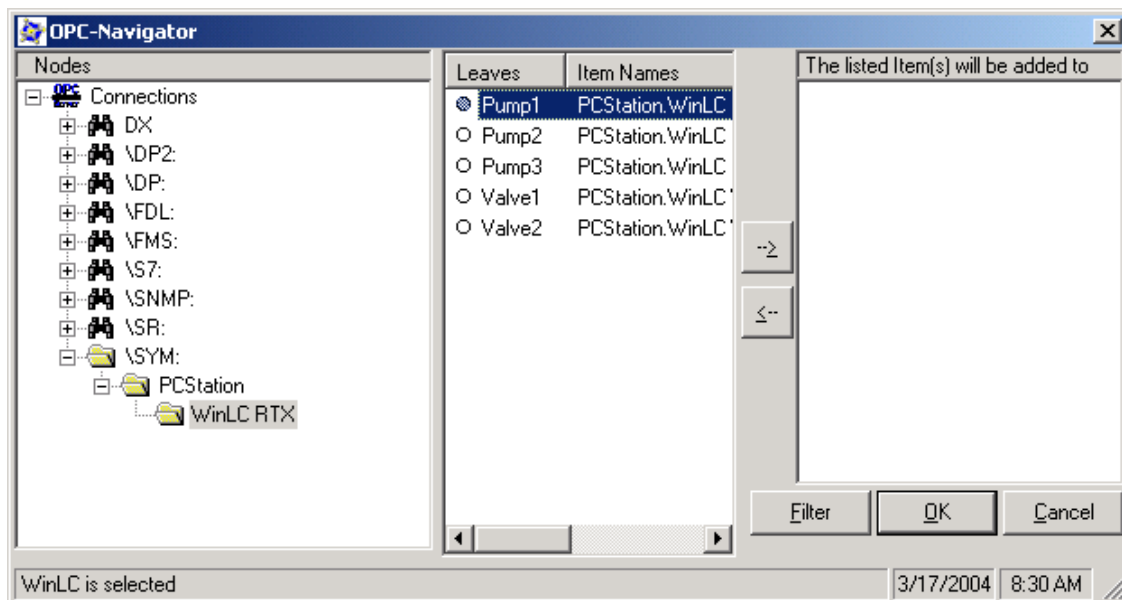 OPC-Navigator
Nodes
Connections
DX
\DP2:
\DP:
\FDL:
\FMS:
\S7:
\SNMP:
\SR:
\SYM:
PCStation
WinLC RTX
Leaves Item Names
Pump1 PCStation.WinLC
Pump2 PCStation.WinLC
Pump3 PCStation.WinLC
Valve1 PCStation.WinLC
Valve2 PCStation.WinLC
-->
<--
The listed Item(s) will be added to
Filter OK Cancel
WinLC is selected 3/17/2004 8:30 AM